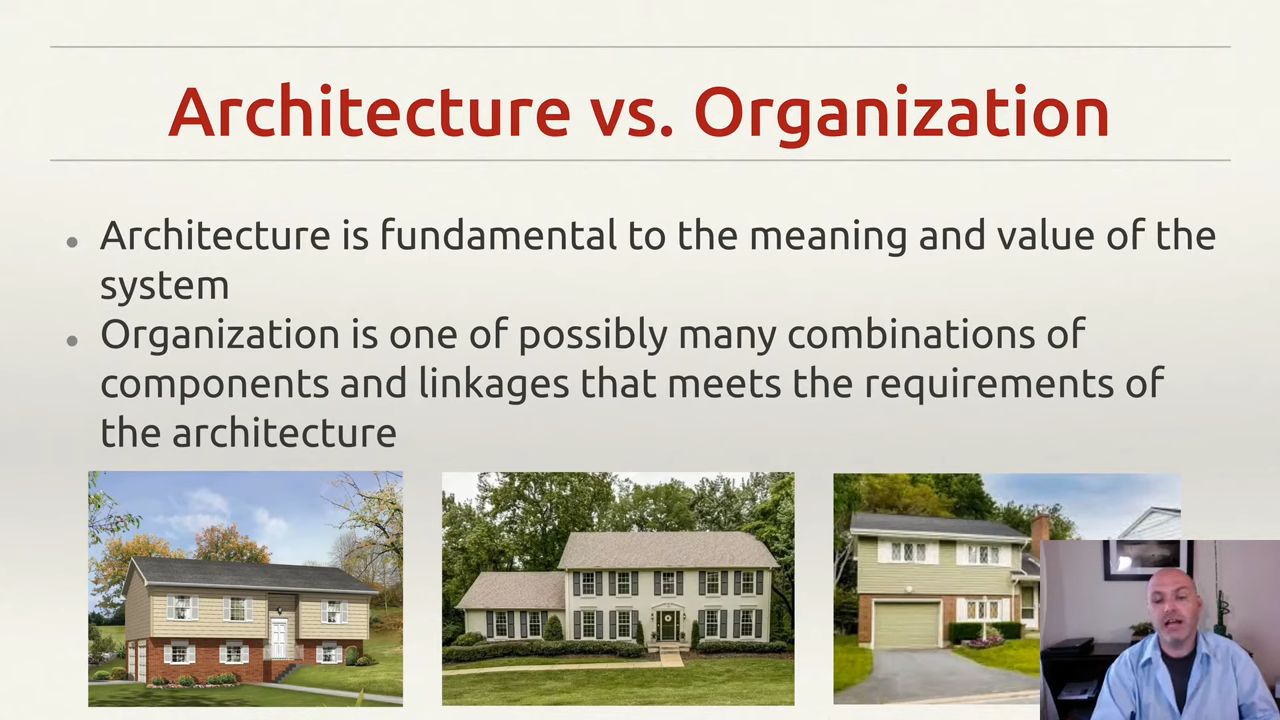 Architecture vs. Organization
Architecture is fundamental to the meaning and value of the
system
Organization is one of possibly many combinations of
components and linkages that meets the requirements of
the architecture